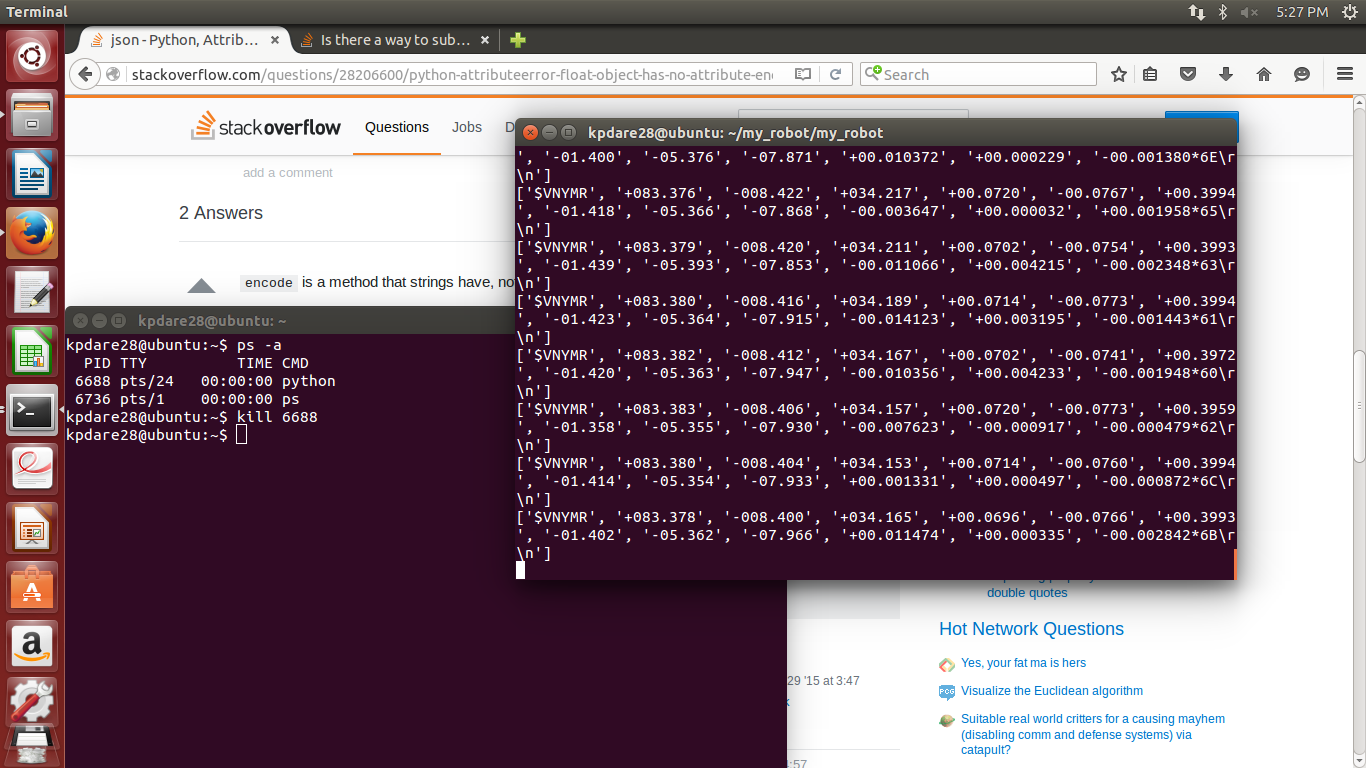 Terminal
5:27 PM
json - Python, Attrib...
Is there a way to sub...
stackoverflow.com/questions/28206600/python-attributeerror-float-object-has-no-attribute-en
Search
stackoverflow
Questions
Jobs
D
add a comment
2 Answers
encode is a method that strings have, no
kpdare28@ubuntu: ~/my_robot/my_robot
', '-01.400', '-05.376', '-07.871', '+00.010372', '+00.000229', '-00.001380*6E\r
\n']
['$VNYMR', '+083.376', '-008.422', '+034.217', '+00.0720', '-00.0767', '+00.3994
', '-01.418', '-05.366', '-07.868', '-00.003647', '+00.000032', '+00.001958*65\r
\n']
['$VNYMR', '+083.379', '-008.420', '+034.211', '+00.0702', '-00.0754', '+00.3993
', '-01.439', '-05.393', '-07.853', '-00.011066', '+00.004215', '-00.002348*63\r
\n']
['$VNYMR', '+083.380', '-008.416', '+034.189', '+00.0714', '-00.0773', '+00.3994
', '-01.423', '-05.364', '-07.915', '-00.014123', '+00.003195', '-00.001443*61\r
\n']
['$VNYMR', '+083.382', '-008.412', '+034.167', '+00.0702', '-00.0741', '+00.3972
', '-01.420', '-05.363', '-07.947', '-00.010356', '+00.004233', '-00.001948*60\r
\n']
['$VNYMR', '+083.383', '-008.406', '+034.157', '+00.0720', '-00.0773', '+00.3959
', '-01.358', '-05.355', '-07.930', '-00.007623', '-00.000917', '-00.000479*62\r
\n']
['$VNYMR', '+083.380', '-008.404', '+034.153', '+00.0714', '-00.0760', '+00.3994
', '-01.414', '-05.354', '-07.933', '+00.001331', '+00.000497', '-00.000872*6C\r
\n']
['$VNYMR', '+083.378', '-008.400', '+034.165', '+00.0696', '-00.0766', '+00.3993
', '-01.402', '-05.362', '-07.966', '+00.011474', '+00.000335', '-00.002842*6B\r
\n']
kpdare28@ubuntu: ~
kpdare28@ubuntu:~$ ps -a
PID TTY TIME CMD
6688 pts/24 00:00:00 python
6736 pts/1 00:00:00 ps
kpdare28@ubuntu:~$ kill 6688
kpdare28@ubuntu:~$
double quotes
Hot Network Questions
Yes, your fat ma is hers
PCG
Visualize the Euclidean algorithm
29 '15 at 3:47
Suitable real world critters for a causing mayhem
(disabling comm and defense systems) via
catapult?